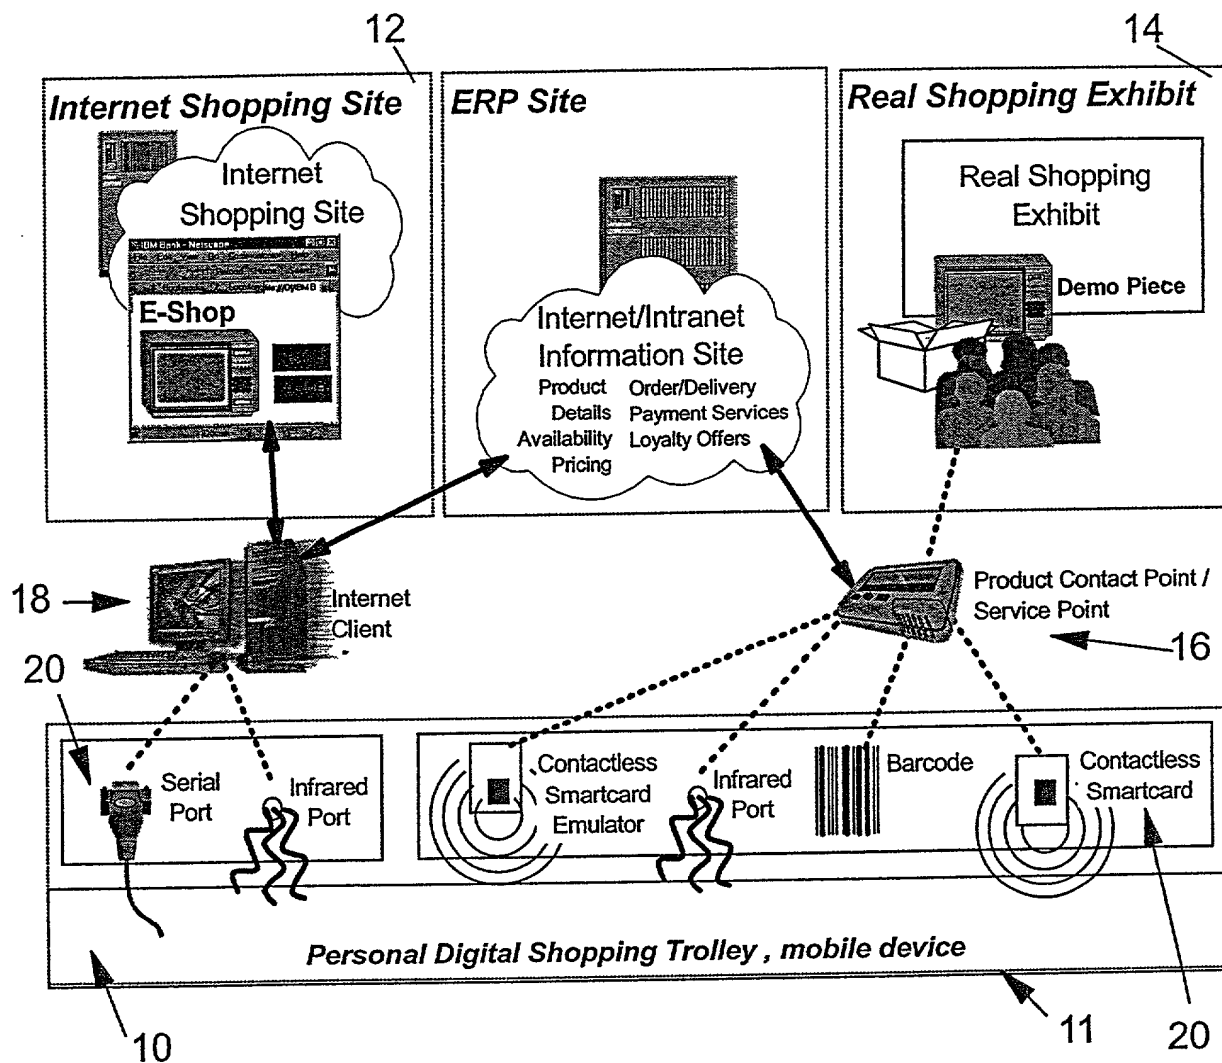 12
14
Internet Shopping Site
ERP Site
Real Shopping Exhibit
Internet
Shopping Site
IBM Bank - Netscape
E-Shop
Internet/Intranet
Information Site
Product
Details
Availability
Pricing
Order/Delivery
Payment Services
Loyalty Offers
Real Shopping
Exhibit
Demo Piece
18
Internet
Client
Product Contact Point /
Service Point
16
20
Serial
Port
Infrared
Port
Contactless
Smartcard
Emulator
Infrared
Port
Barcode
Contactless
Smartcard
Personal Digital Shopping Trolley , mobile device
10
11
20